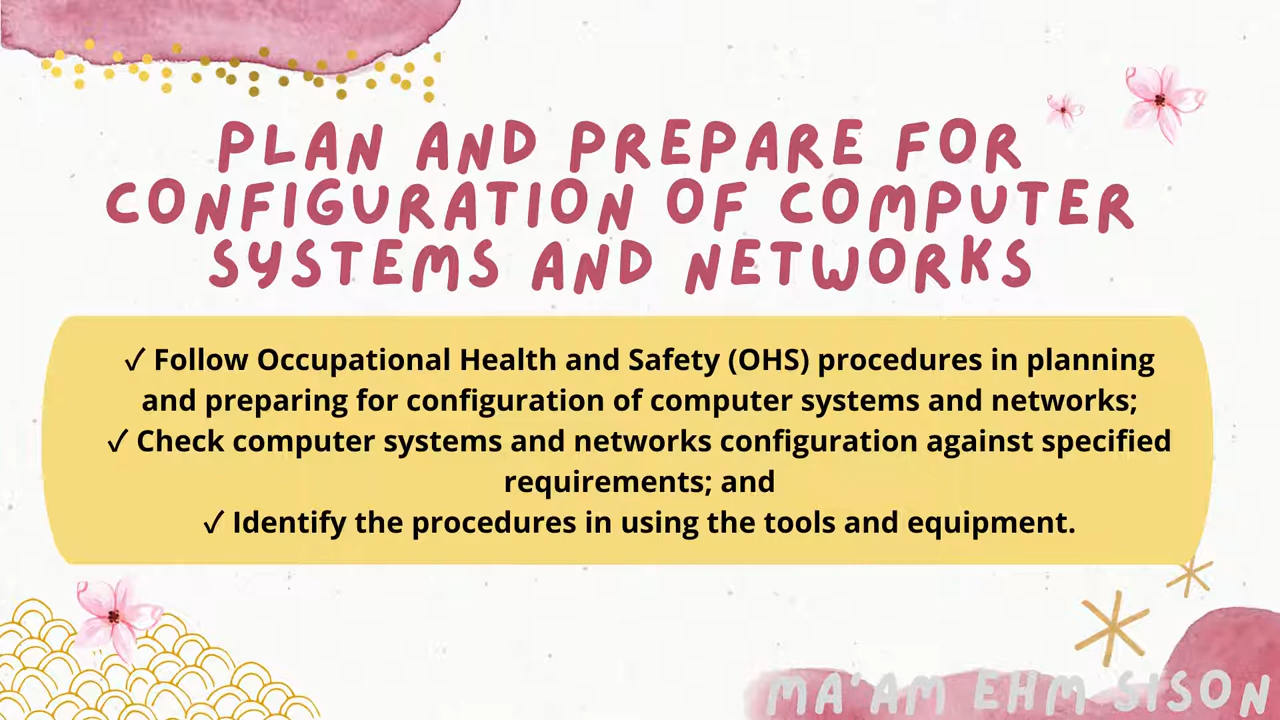 PLAN AND PREPARE FOR
CONFIGURATION OF COMPUTER
SYSTEMS AND NETWORKS
✓ Follow Occupational Health and Safety (OHS) procedures in planning
and preparing for configuration of computer systems and networks;
✓ Check computer systems and networks configuration against specified
requirements; and
✓ Identify the procedures in using the tools and equipment.
MA'AM EHM SISON